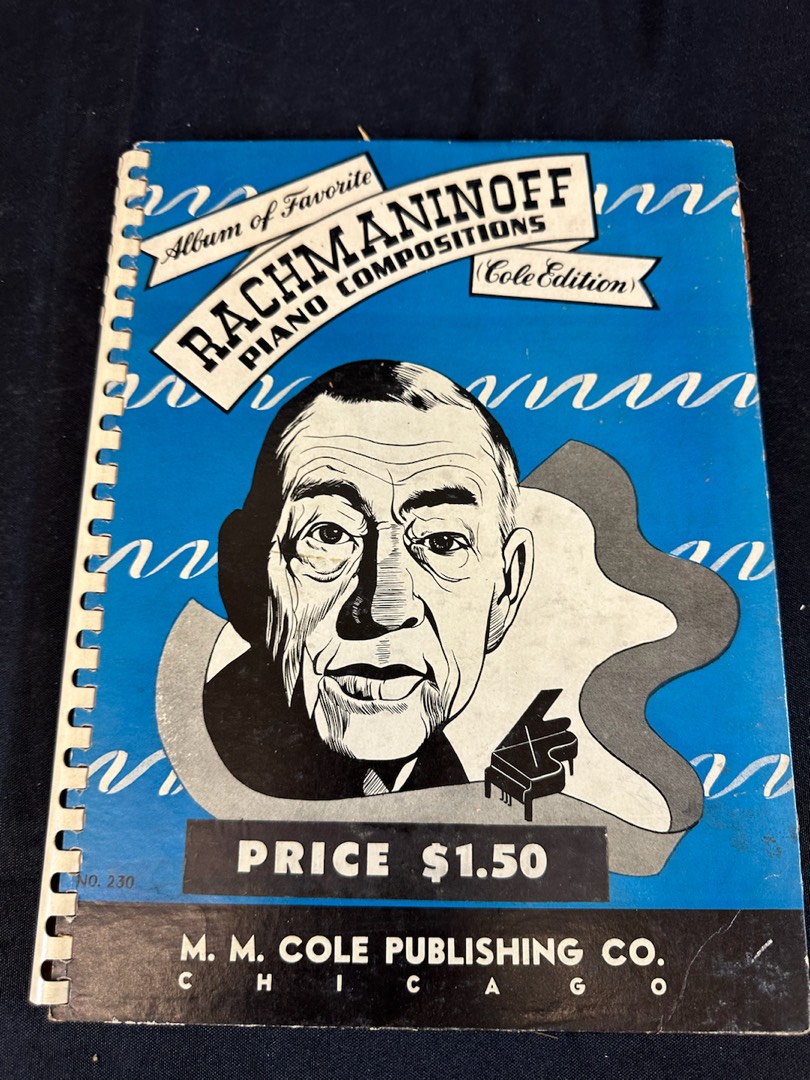 Album of Favorite
RACHMANINOFF
PIANO COMPOSITIONS
(Cole Edition)
PRICE $1.50
NO. 230
M. M. COLE PUBLISHING CO.
CHICAGO